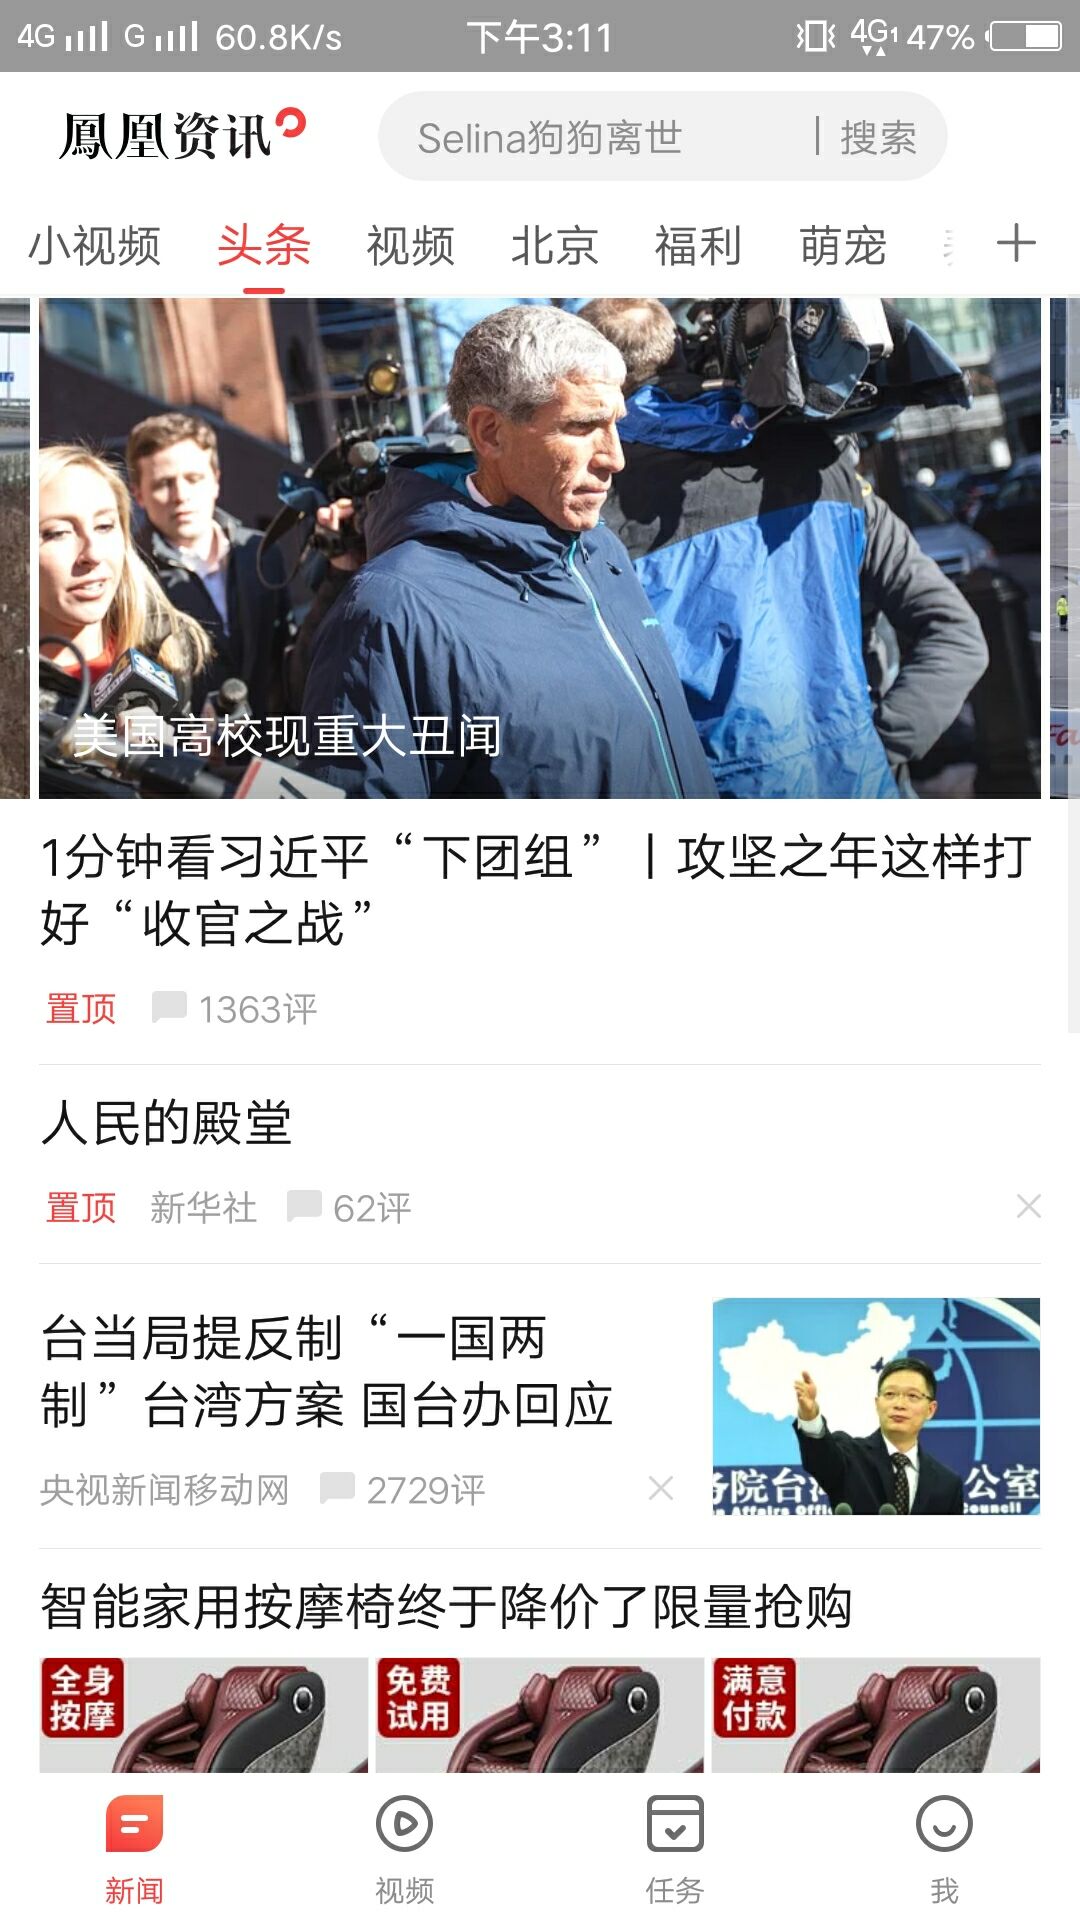 4G G 60.8K/s 下午3:11 4G1 47%
鳳凰资讯 Selina狗狗离世 | 搜索
小视频 头条 视频 北京 福利 萌宠 +
美国高校现重大丑闻
1分钟看习近平“下团组”丨攻坚之年这样打
好“收官之战”
置顶 1363评
人民的殿堂
置顶 新华社 62评
台当局提反制“一国两
制”台湾方案 国台办回应
央视新闻移动网 2729评
务院台 公室
Affairs Offi Council
智能家用按摩椅终于降价了限量抢购
全身 免费 满意
按摩 试用 付款
新闻 视频 任务 我